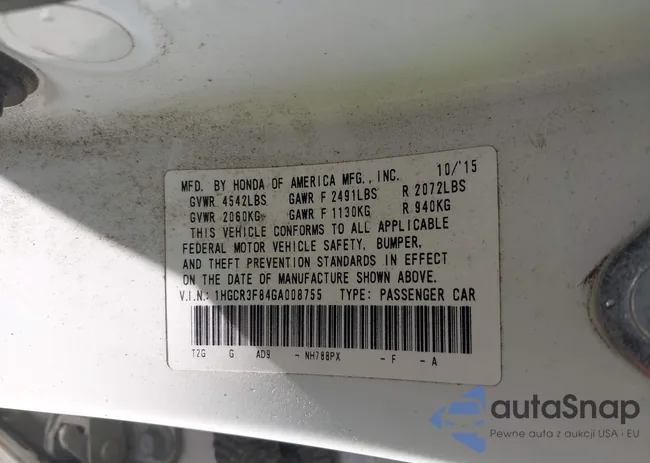 MFD. BY HONDA OF AMERICA MFG., INC. 10/'15
GVWR 4542LBS GAWR F 2491LBS R 2072LBS
GVWR 2060KG GAWR F 1130KG R 940KG
THIS VEHICLE CONFORMS TO ALL APPLICABLE
FEDERAL MOTOR VEHICLE SAFETY, BUMPER,
AND THEFT PREVENTION STANDARDS IN EFFECT
ON THE DATE OF MANUFACTURE SHOWN ABOVE.
V.I.N.: 1HGCR3F84GA008755 TYPE: PASSENGER CAR
T2G G AD9 - NH788PX - F - A
autaSnap
Pewne auta z aukcji USA · EU